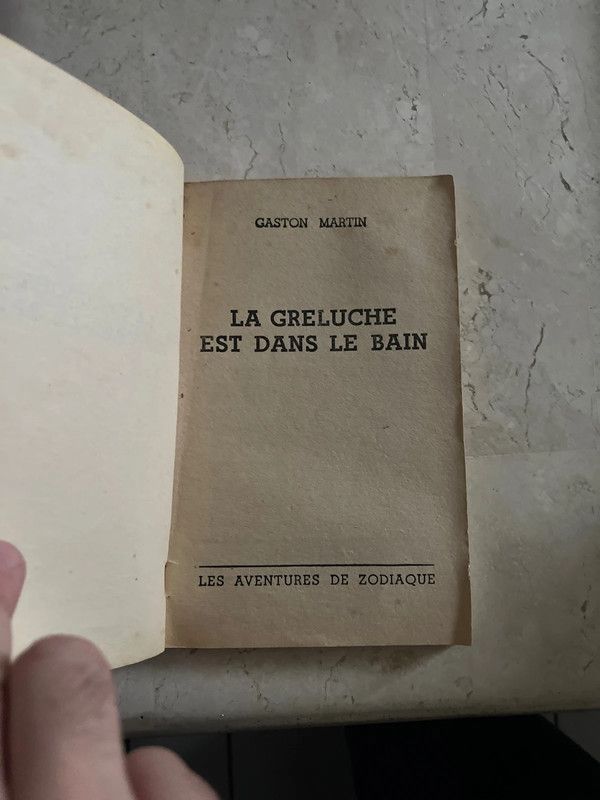 GASTON MARTIN
LA GRELUCHE
EST DANS LE BAIN
LES AVENTURES DE ZODIAQUE